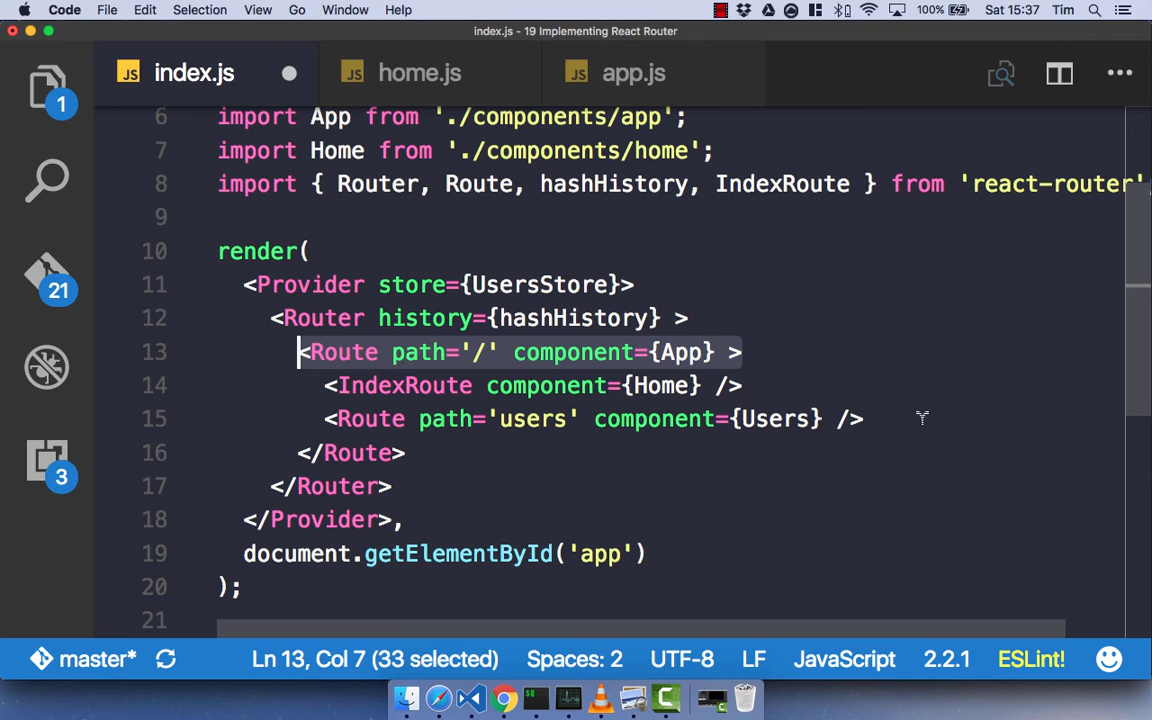 Code File Edit Selection View Go Window Help 100% Sat 15:37 Tim
index.js - 19 Implementing React Router
JS index.js JS home.js JS app.js
1
21
3
6 import App from './components/app';
7 import Home from './components/home';
8 import { Router, Route, hashHistory, IndexRoute } from 'react-router'
9
10 render(
11 <Provider store={UsersStore}>
12 <Router history={hashHistory} >
13 <Route path='/' component={App} >
14 <IndexRoute component={Home} />
15 <Route path='users' component={Users} />
16 </Route>
17 </Router>
18 </Provider>,
19 document.getElementById('app')
20 );
21
master* Ln 13, Col 7 (33 selected) Spaces: 2 UTF-8 LF JavaScript 2.2.1 ESLint!